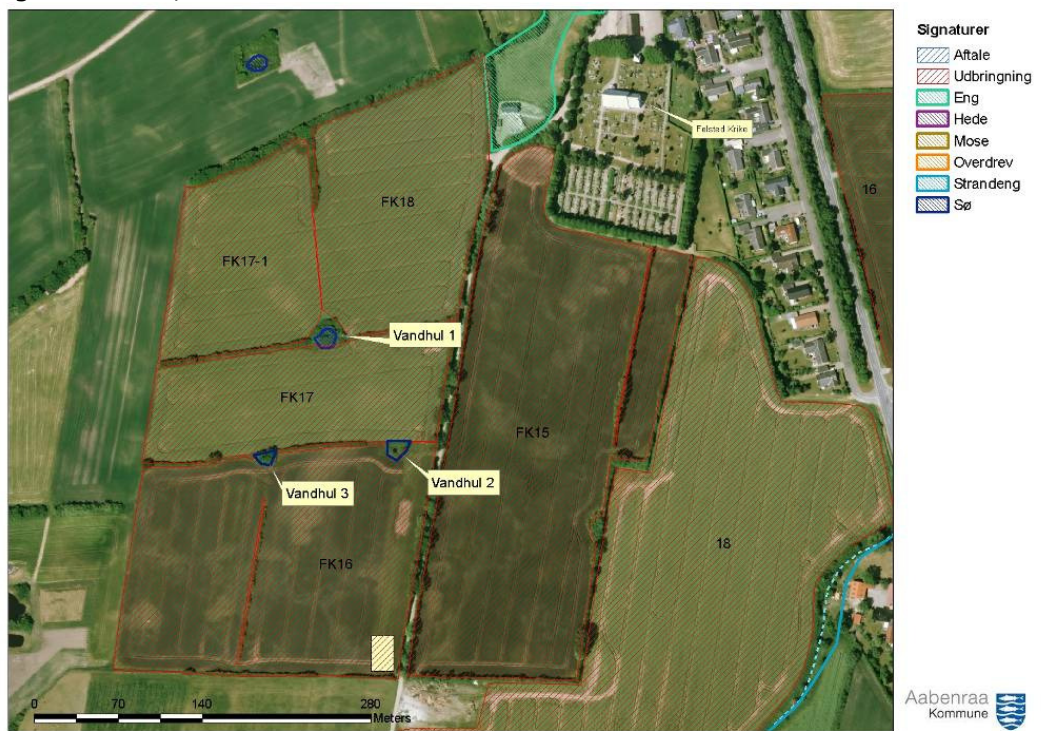 Signaturer
Aftale
Udbringning
Eng
Hede
Mose
Overdrev
Strandeng
Sø
Felsted Krike
16
FK18
FK17-1
Vandhul 1
FK17
FK15
Vandhul 2
Vandhul 3
18
FK16
0 70 140 280
Meters
Aabenraa
Kommune